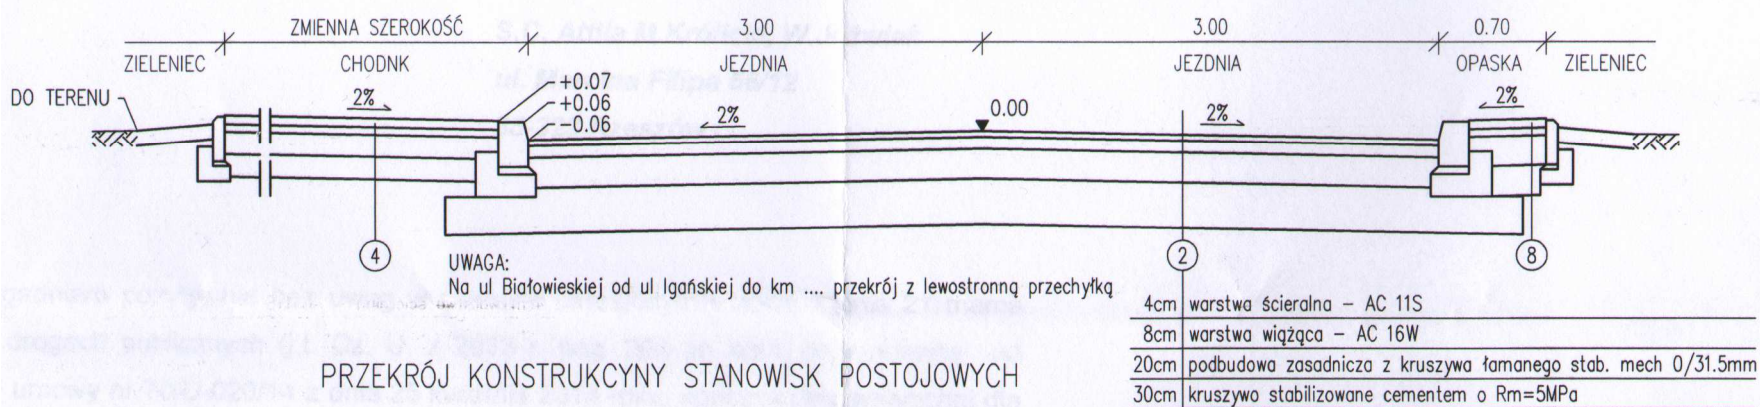 ZMIENNA SZEROKOŚĆ 3.00 3.00 0.70
ZIELENIEC CHODNK JEZDNIA JEZDNIA OPASKA ZIELENIEC
DO TERENU
2%
+0.07
+0.06
+0.06
2%
0.00
2%
2%
4 2 8
UWAGA:
Na ul Białowieskiej od ul Igańskiej do km .... przekrój z lewostronną przechyłką
4cm warstwa ścieralna – AC 11S
8cm warstwa wiążąca – AC 16W
20cm podbudowa zasadnicza z kruszywa łamanego stab. mech 0/31.5mm
30cm kruszywo stabilizowane cementem o Rm=5MPa
PRZEKRÓJ KONSTRUKCYNY STANOWISK POSTOJOWYCH